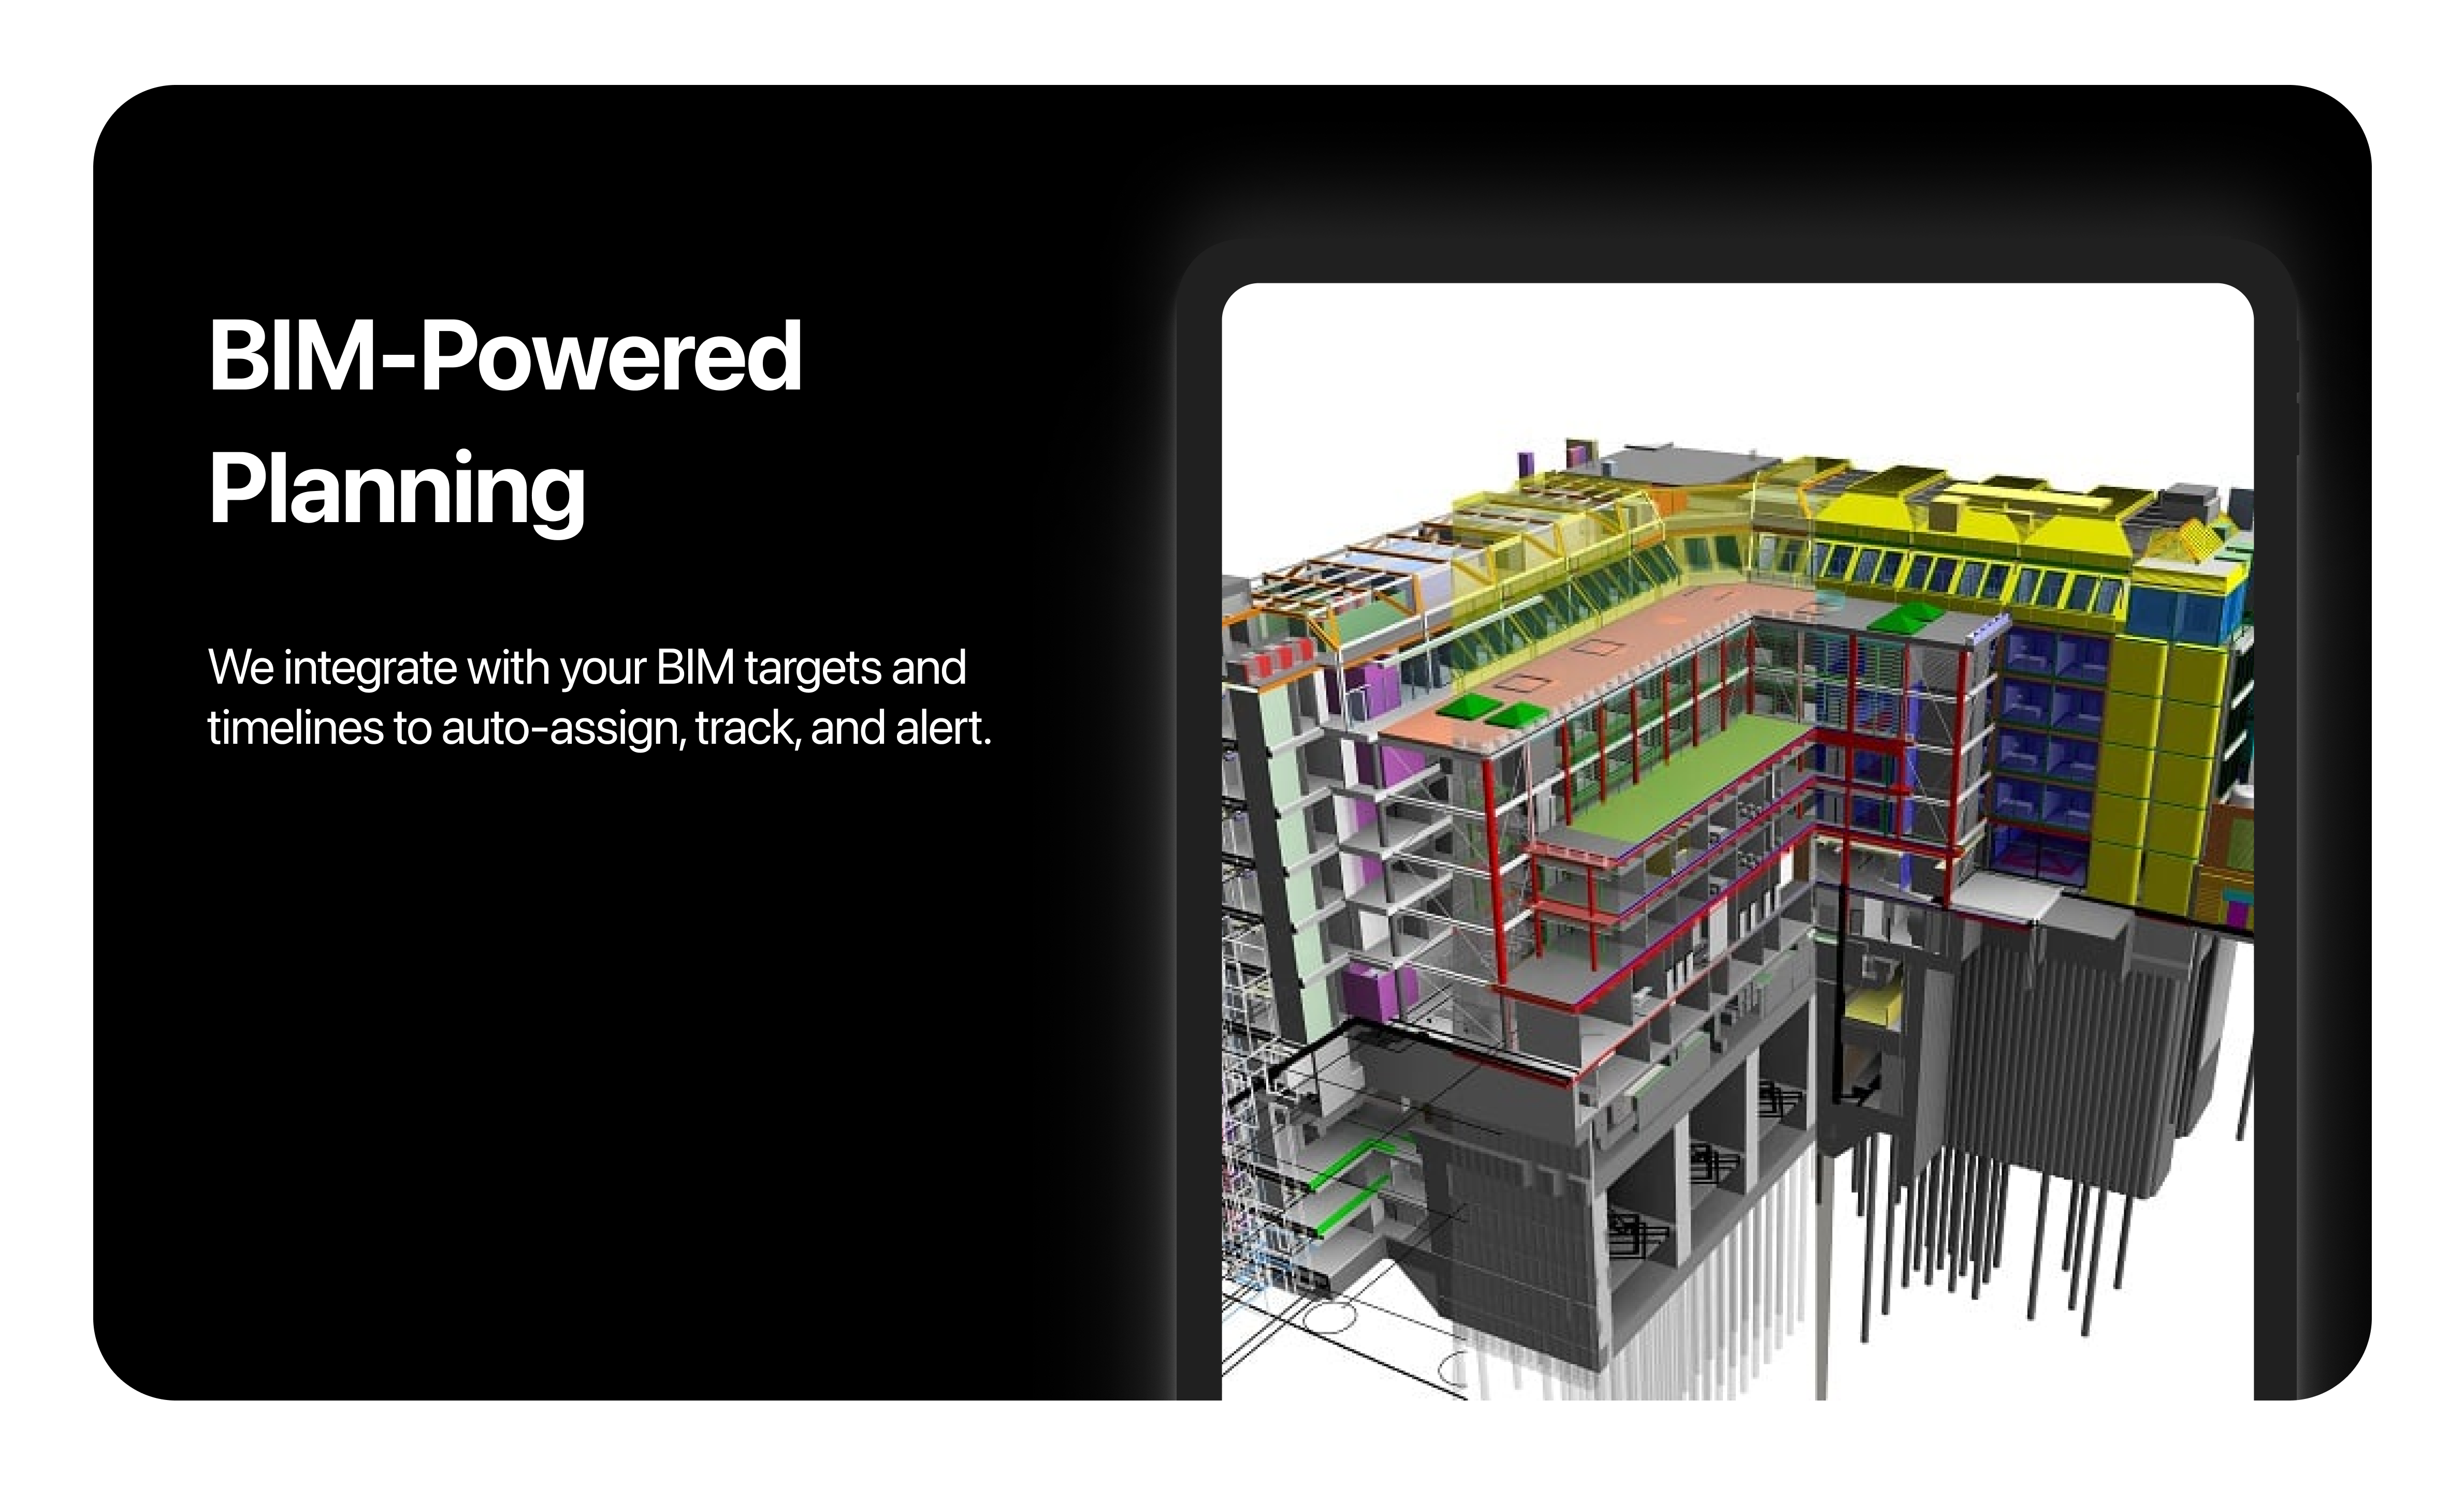 BIM-Powered
Planning
We integrate with your BIM targets and
timelines to auto-assign, track, and alert.